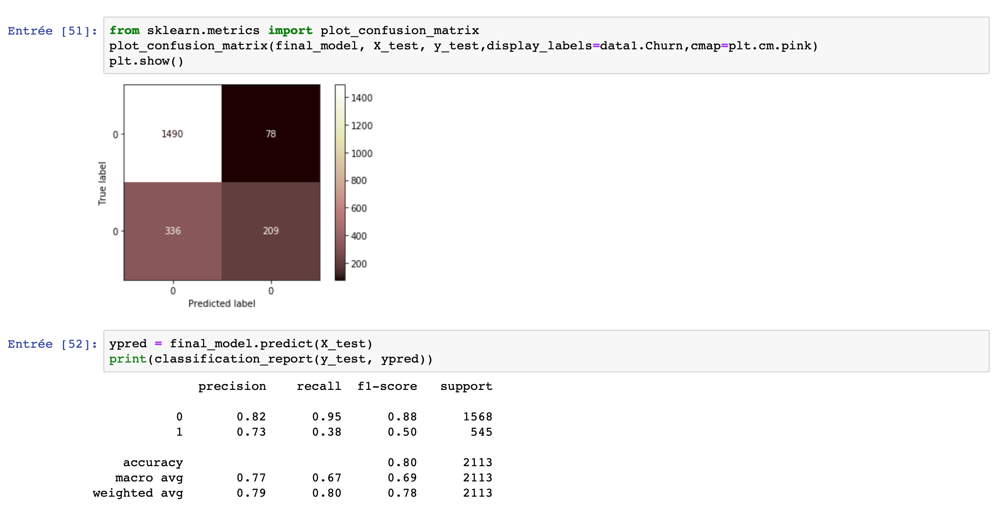 Entrée [51]: from sklearn.metrics import plot_confusion_matrix
plot_confusion_matrix(final_model, X_test, y_test,display_labels=data1.Churn,cmap=plt.cm.pink)
plt.show()
1400
1200
1000
800
600
400
200
0 1490 78
0 336 209
True label
0 0
Predicted label
Entrée [52]: ypred = final_model.predict(X_test)
print(classification_report(y_test, ypred))
precision recall f1-score support
0 0.82 0.95 0.88 1568
1 0.73 0.38 0.50 545
accuracy 0.80 2113
macro avg 0.77 0.67 0.69 2113
weighted avg 0.79 0.80 0.78 2113